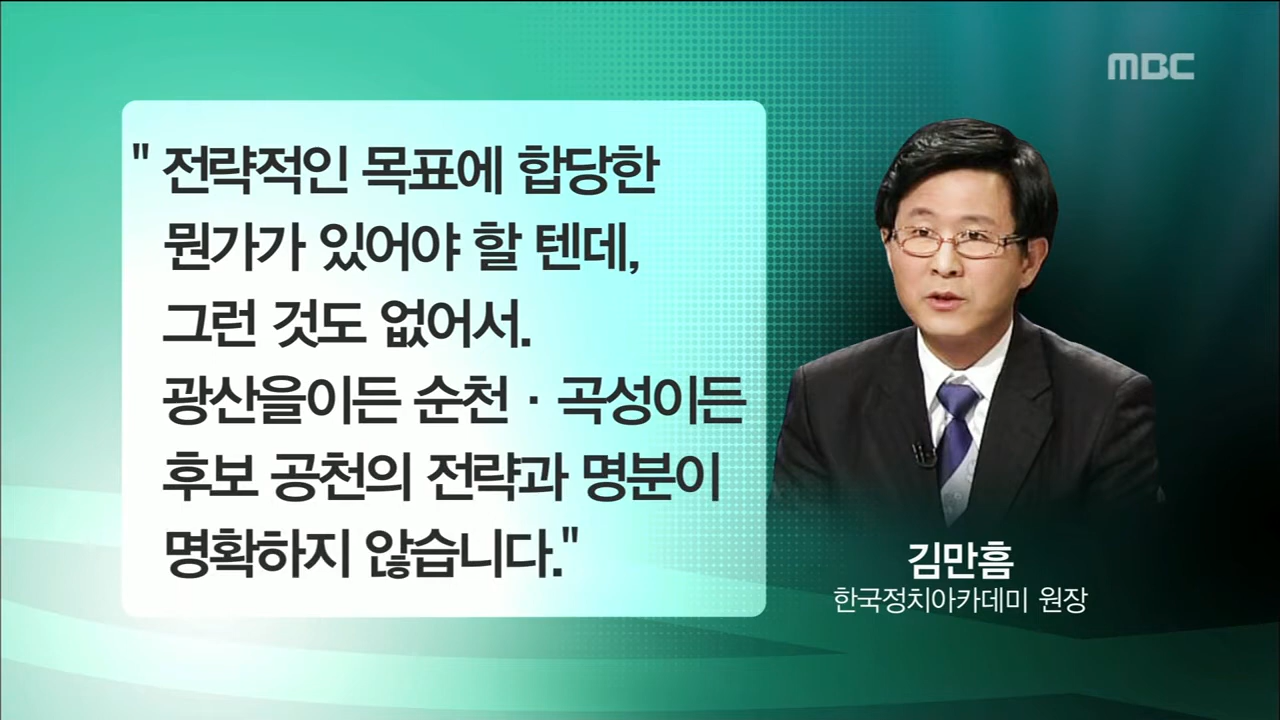 MBC
" 전략적인 목표에 합당한
뭔가가 있어야 할 텐데,
그런 것도 없어서.
광산을이든 순천 · 곡성이든
후보 공천의 전략과 명분이
명확하지 않습니다."
김만흠
한국정치아카데미 원장